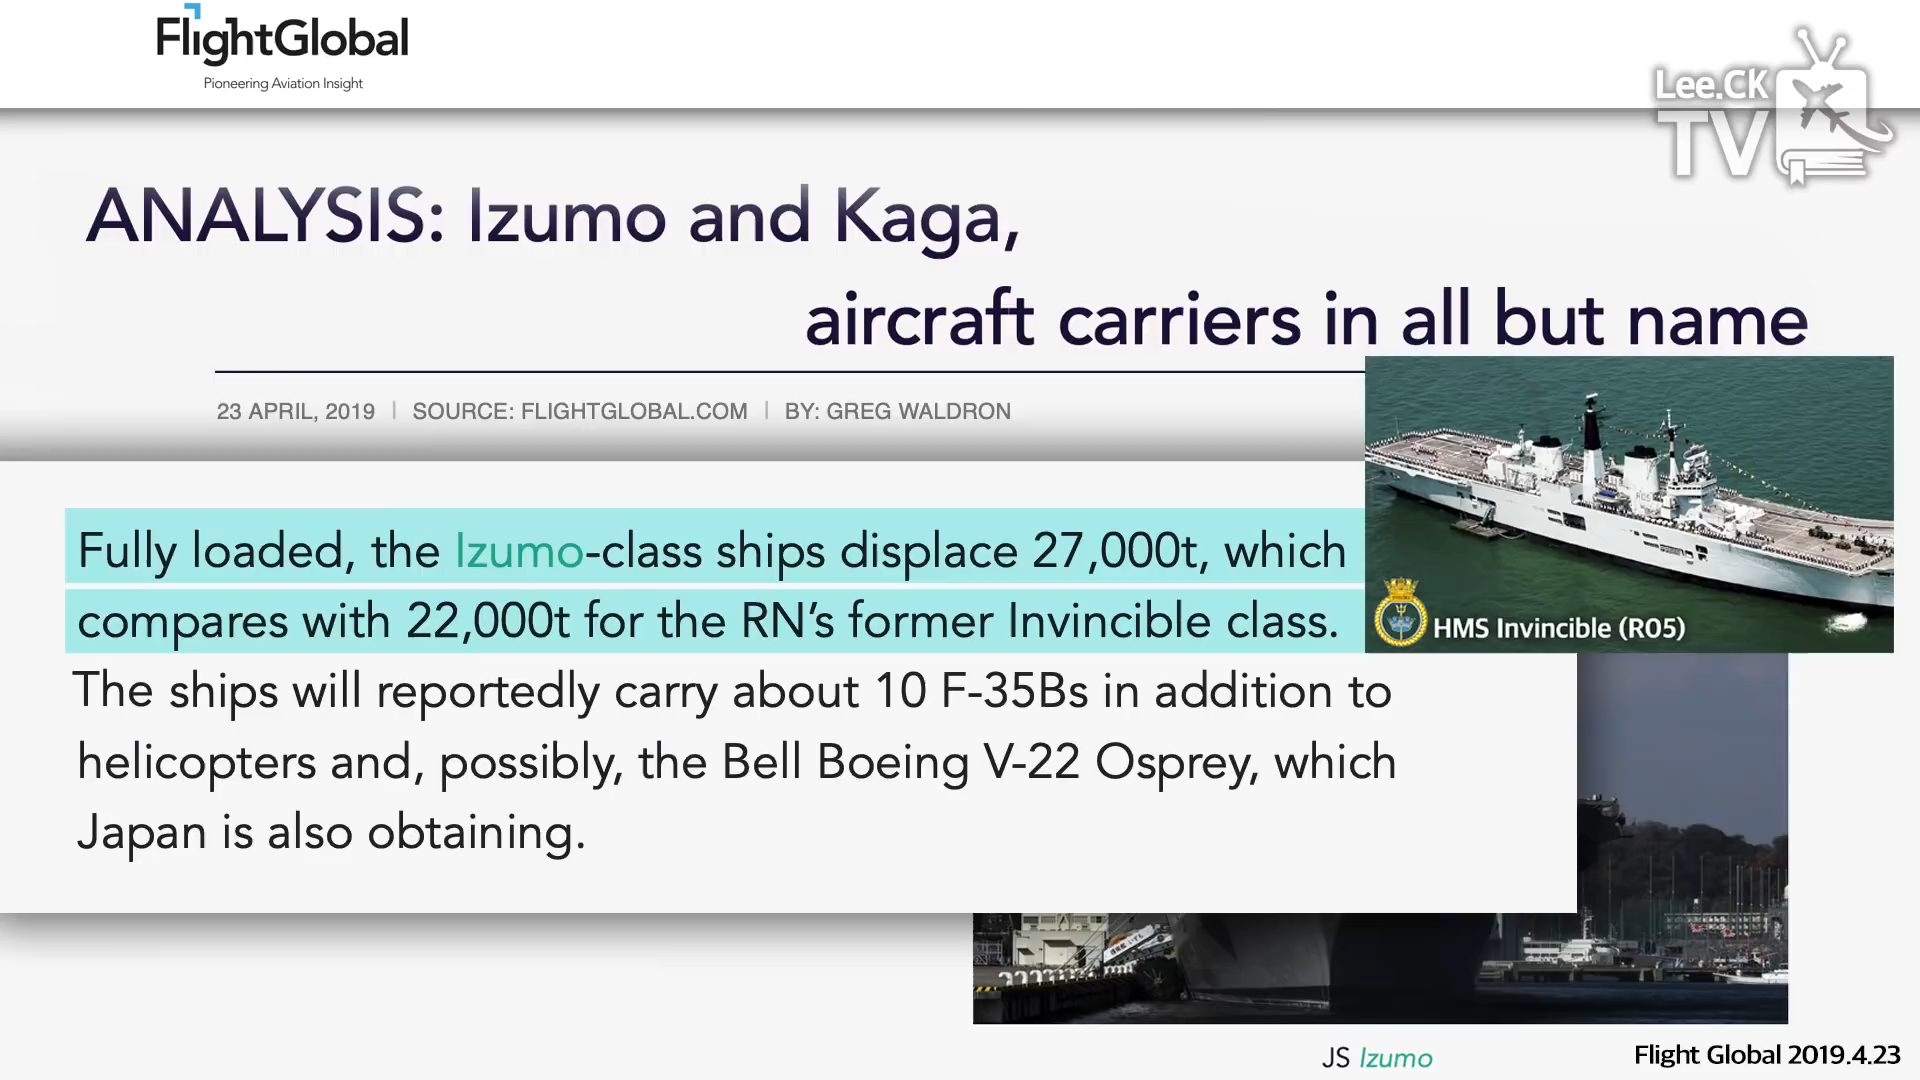 FlightGlobal
Pioneering Aviation Insight
Lee.CK
TV
ANALYSIS: Izumo and Kaga,
aircraft carriers in all but name
23 APRIL, 2019 | SOURCE: FLIGHTGLOBAL.COM | BY: GREG WALDRON
Fully loaded, the Izumo-class ships displace 27,000t, which
compares with 22,000t for the RN’s former Invincible class.
HMS Invincible (R05)
The ships will reportedly carry about 10 F-35Bs in addition to
helicopters and, possibly, the Bell Boeing V-22 Osprey, which
Japan is also obtaining.
JS Izumo
Flight Global 2019.4.23